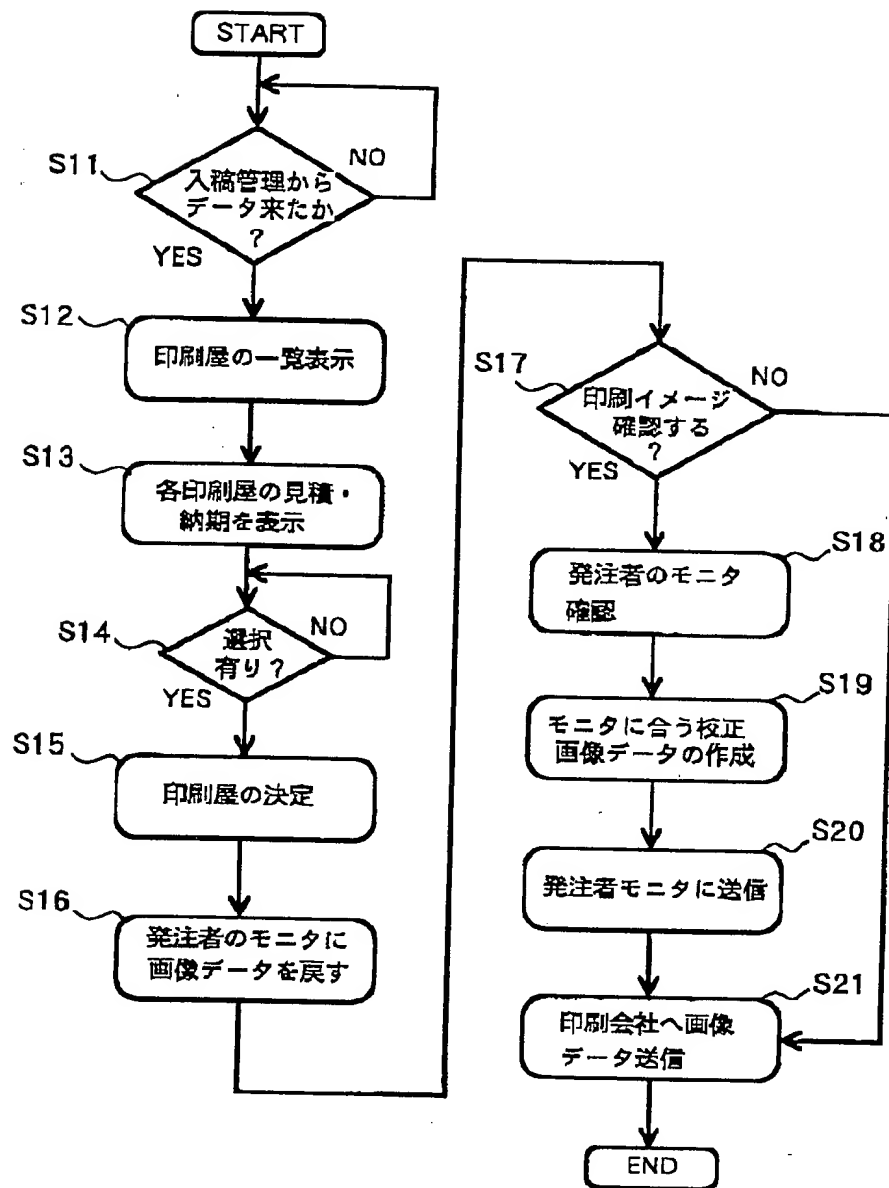 START
S11
入稿管理から
データ来たか
?
NO
YES
S12
印刷屋の一覧表示
S13
各印刷屋の見積・
納期を表示
S14
選択
有り?
NO
YES
S15
印刷屋の決定
S16
発注者のモニタに
画像データを戻す
S17
印刷イメージ
確認する
?
NO
YES
S18
発注者のモニタ
確認
S19
モニタに合う校正
画像データの作成
S20
発注者モニタに送信
S21
印刷会社へ画像
データ送信
END